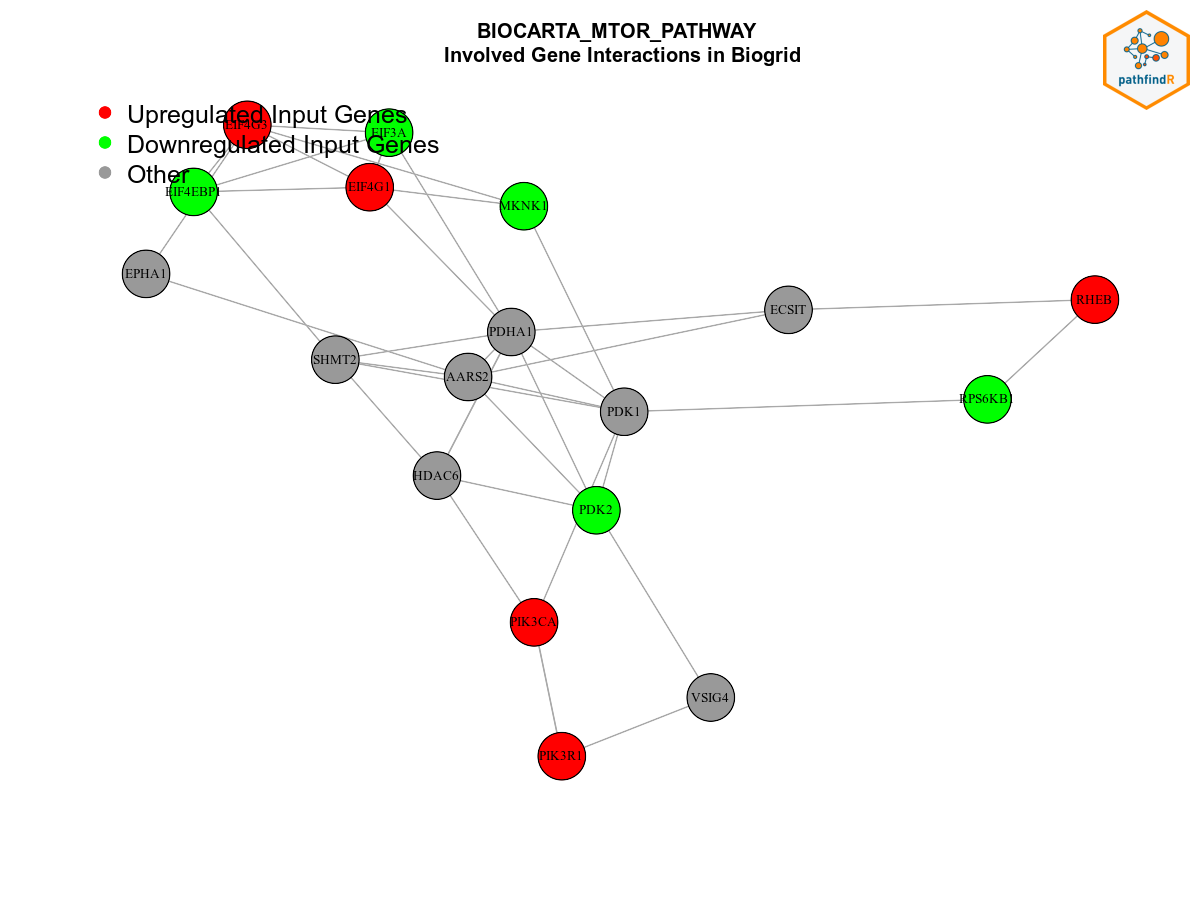 BIOCARTA_MTOR_PATHWAY
Involved Gene Interactions in Biogrid
pathfindR
Upregulated Input Genes
Downregulated Input Genes
Other
EIF4G3
EIF3A
EIF4EBP1
EIF4G1
MKNK1
EPHA1
ECSIT
RHEB
PDHA1
SHMT2
AARS2
PDK1
RPS6KB1
HDAC6
PDK2
PIK3CA
VSIG4
PIK3R1